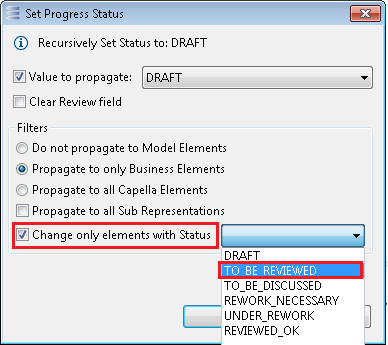 Set Progress Status
Recursively Set Status to: DRAFT
Value to propagate: DRAFT
Clear Review field
Filters
Do not propagate to Model Elements
Propagate to only Business Elements
Propagate to all Capella Elements
Propagate to all Sub Representations
Change only elements with Status
DRAFT
TO_BE_REVIEWED
TO_BE_DISCUSSED
REWORK_NECESSARY
UNDER_REWORK
REVIEWED_OK